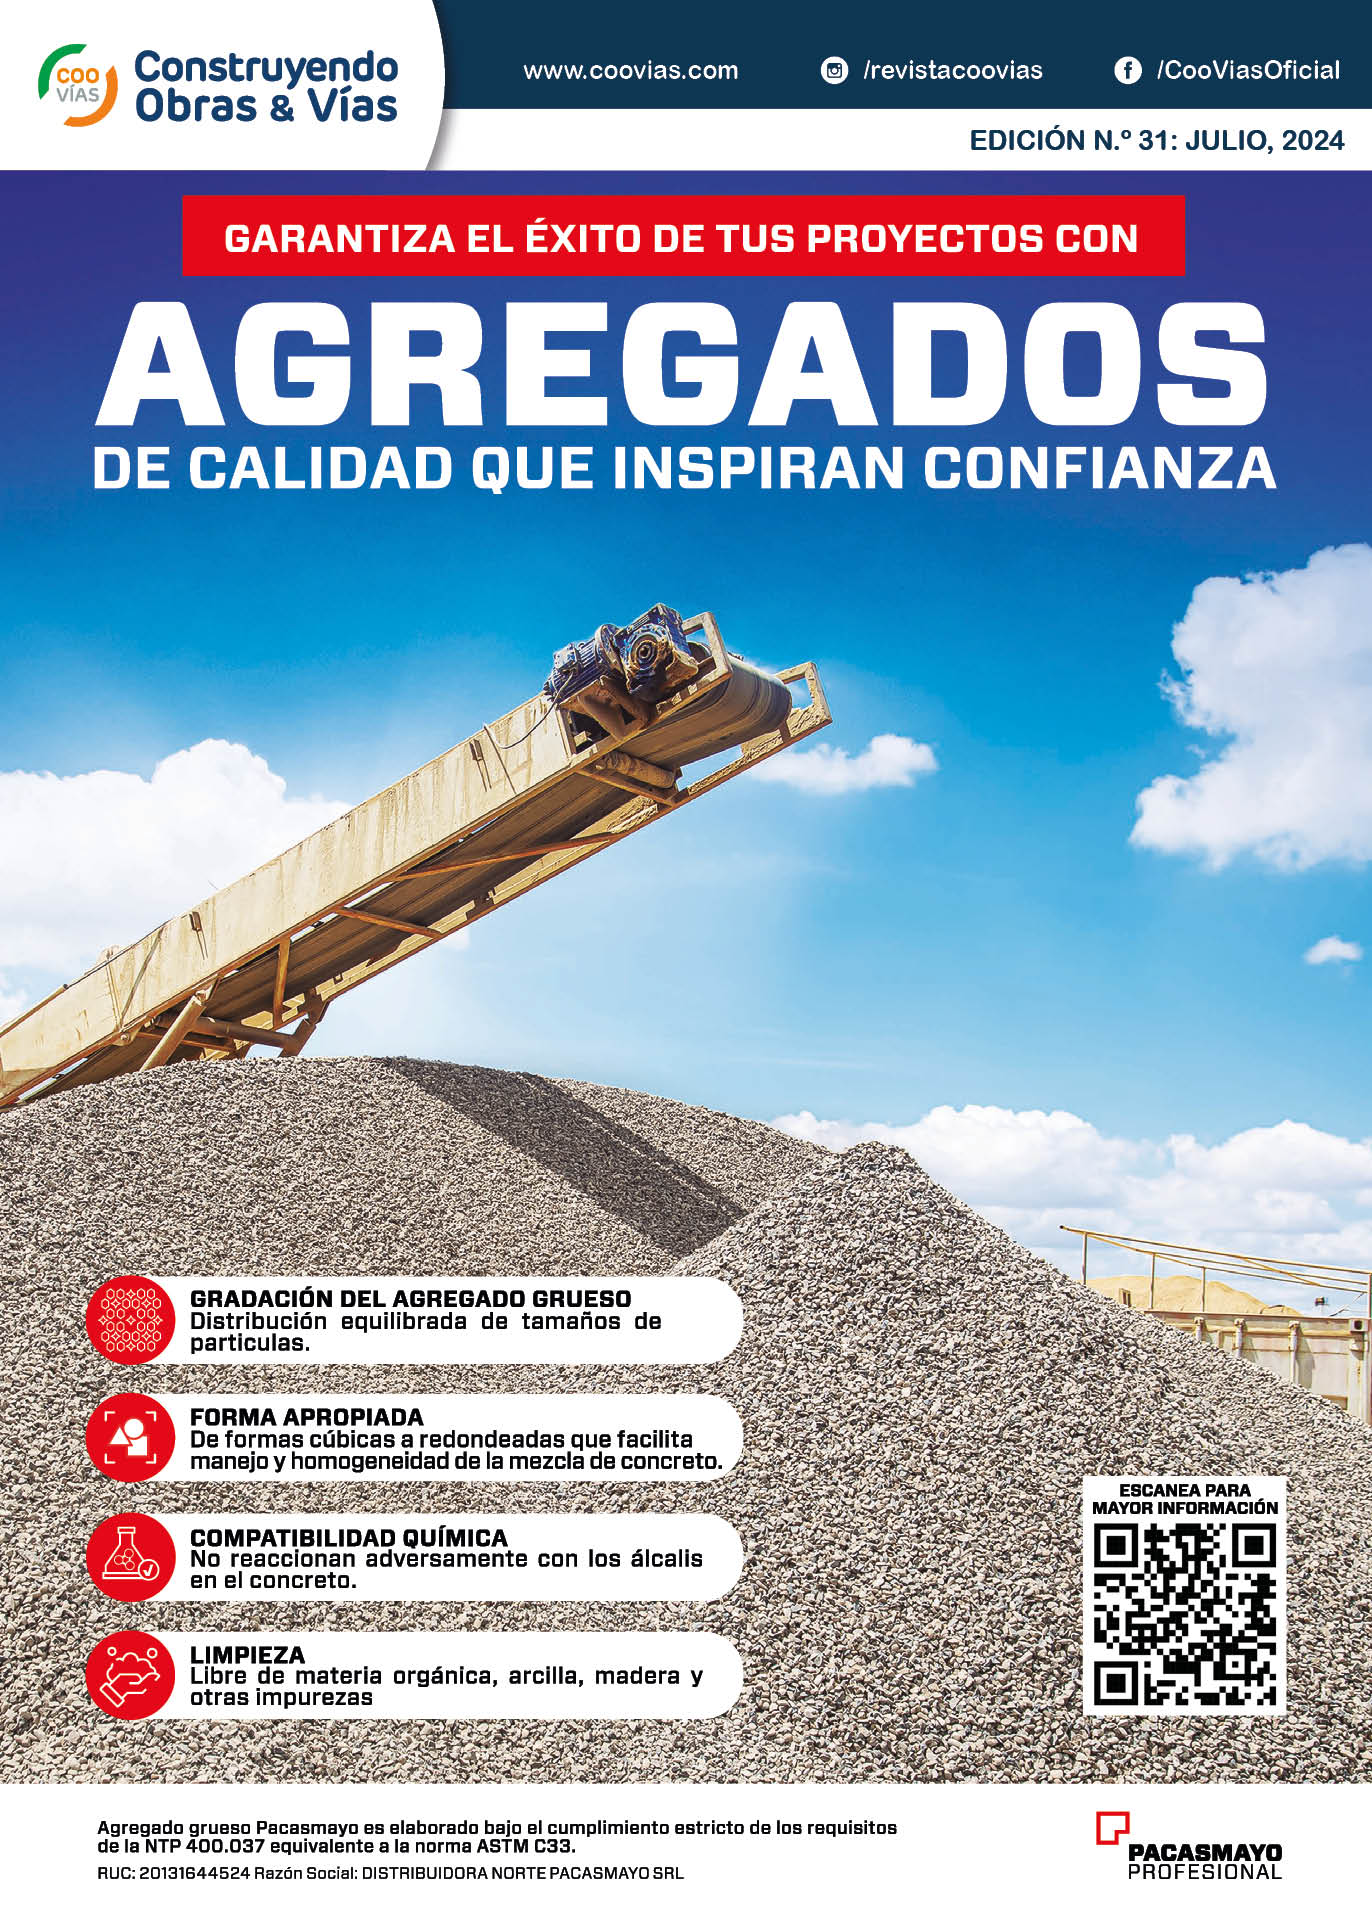 COO
VÍAS
Construyendo
Obras & Vías
www.coovias.com
/revistacoovias
/CooViasOficial
EDICIÓN N.º 31: JULIO, 2024
GARANTIZA EL ÉXITO DE TUS PROYECTOS CON
AGREGADOS
DE CALIDAD QUE INSPIRAN CONFIANZA
GRADACIÓN DEL AGREGADO GRUESO
Distribución equilibrada de tamaños de
particulas.
FORMA APROPIADA
De formas cúbicas a redondeadas que facilita
manejo y homogeneidad de la mezcla de concreto.
COMPATIBILIDAD QUÍMICA
No reaccionan adversamente con los álcalis
en el concreto.
LIMPIEZA
Libre de materia orgánica, arcilla, madera y
otras impurezas
ESCANEA PARA
MAYOR INFORMACIÓN
Agregado grueso Pacasmayo es elaborado bajo el cumplimiento estricto de los requisitos
de la NTP 400.037 equivalente a la norma ASTM C33.
RUC: 20131644524 Razón Social: DISTRIBUIDORA NORTE PACASMAYO SRL
PACASMAYO
PROFESIONAL